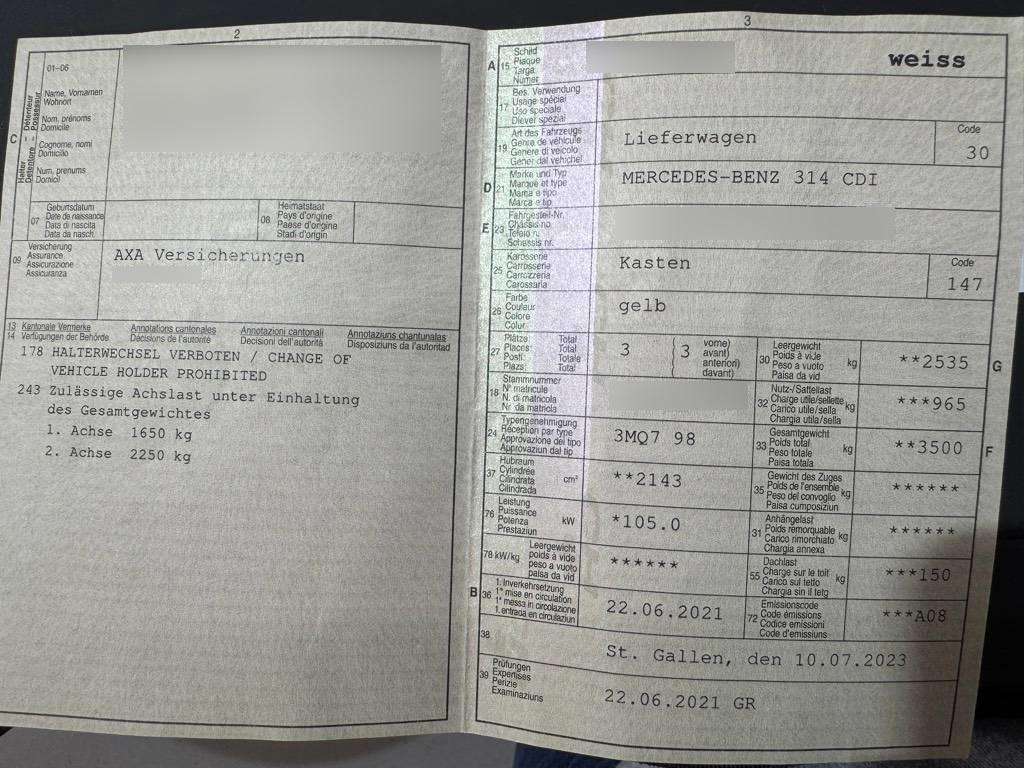 2
01-06
C
Halter
Détenteur
Detentore
Possessur
Name, Vornamen
Wohnort
Nom, prénoms
Domicile
Cognome, nomi
Domicilio
Num, prenums
Domicil
07
Geburtsdatum
Date de naissance
Data di nascita
Data da nasch.
08
Heimatstaat
Pays d'origine
Paese d'origine
Stadi d'origin
09
Versicherung
Assurance
Assicurazione
Assicuranza
AXA Versicherungen
13 Kantonale Vermerke Annotations cantonales Annotazioni cantonali Annotaziuns chantunalas
14 Verfügungen der Behörde Décisions de l'autorité Decisioni dell'autorità Disposiziuns da l'autoritad
178 HALTERWECHSEL VERBOTEN / CHANGE OF
VEHICLE HOLDER PROHIBITED
243 Zulässige Achslast unter Einhaltung
des Gesamtgewichtes
1. Achse 1650 kg
2. Achse 2250 kg
3
A 15
Schild
Plaque
Targa
Numer
weiss
17
Bes. Verwendung
Usage spécial
Uso speciale
Diever spezial
19
Art des Fahrzeugs
Genre de véhicule
Genere di veicolo
Gener dal vehichel
Lieferwagen
Code
30
D 21
Marke und Typ
Marque et type
Marca e tipo
Marca e tip
MERCEDES-BENZ 314 CDI
E 23
Fahrgestell-Nr.
Châssis no
Telaio n.
Schassis nr.
25
Karosserie
Carrosserie
Carrozzeria
Carossaria
Kasten
Code
147
26
Farbe
Couleur
Colore
Colur
gelb
27
Plätze: Total
Places: Total
Posti: Totale
Plazs: Total
3
3
vorne)
avant)
anteriori)
davant)
30
Leergewicht
Poids à vide
Peso a vuoto
Paisa da vid
kg
**2535
G
18
Stammnummer
N° matricule
N. di matricola
Nr. da matricla
32
Nutz-/Sattellast
Charge utile/sellette
Carico utile/sella
Chargia utila/sella
kg
***965
24
Typengenehmigung
Réception par type
Approvazione del tipo
Approvaziun dal tip
3MQ7 98
33
Gesamtgewicht
Poids total
Peso totale
Paisa totala
kg
**3500
F
37
Hubraum
Cylindrée
Cilindrata
Cilindrada
cm³
**2143
35
Gewicht des Zuges
Poids de l'ensemble
Peso del convoglio
Paisa cumposiziun
kg
******
76
Leistung
Puissance
Potenza
Prestaziun
kW
*105.0
31
Anhängelast
Poids remorquable
Carico rimorchiato
Chargia annexa
kg
******
78 kW/kg
Leergewicht
poids à vide
peso a vuoto
paisa da vid
******
55
Dachlast
Charge sur le toit
Carico sul tetto
Chargia sin il tetg
kg
***150
B 36
1. Inverkehrsetzung
1re mise en circulation
1a messa in circolazione
1. entrada en circulaziun
22.06.2021
72
Emissionscode
Code émissions
Codice emissioni
Code d'emissiuns
***A08
38
St. Gallen, den 10.07.2023
39
Prüfungen
Expertises
Perizie
Examinaziuns
22.06.2021 GR